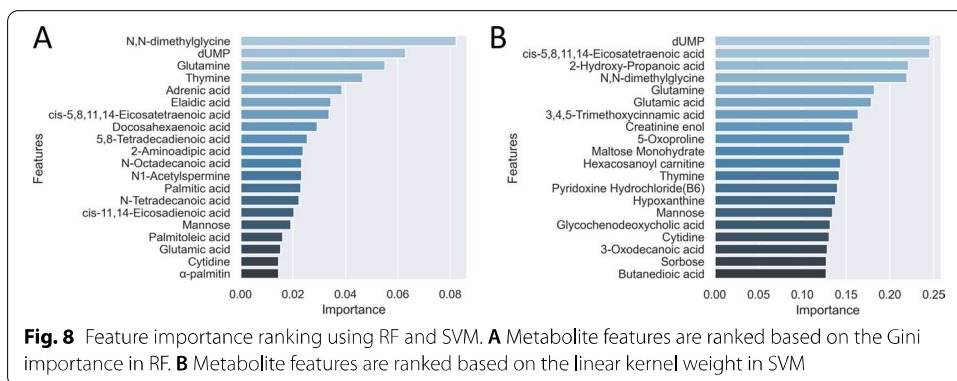 A
Features
N,N-dimethylglycine
dUMP
Glutamine
Thymine
Adrenic acid
Elaidic acid
cis-5,8,11,14-Eicosatetraenoic acid
Docosahexaenoic acid
5,8-Tetradecadienoic acid
2-Aminoadipic acid
N-Octadecanoic acid
N1-Acetylspermine
Palmitic acid
N-Tetradecanoic acid
cis-11,14-Eicosadienoic acid
Mannose
Palmitoleic acid
Glutamic acid
Cytidine
α-palmitin
0.00 0.02 0.04 0.06 0.08
Importance
B
Features
dUMP
cis-5,8,11,14-Eicosatetraenoic acid
2-Hydroxy-Propanoic acid
N,N-dimethylglycine
Glutamine
Glutamic acid
3,4,5-Trimethoxycinnamic acid
Creatinine enol
5-Oxoproline
Maltose Monohydrate
Hexacosanoyl carnitine
Thymine
Pyridoxine Hydrochloride(B6)
Hypoxanthine
Mannose
Glycochenodeoxycholic acid
Cytidine
3-Oxodecanoic acid
Sorbose
Butanedioic acid
0.00 0.05 0.10 0.15 0.20 0.25
Importance
Fig. 8 Feature importance ranking using RF and SVM. A Metabolite features are ranked based on the Gini
importance in RF. B Metabolite features are ranked based on the linear kernel weight in SVM